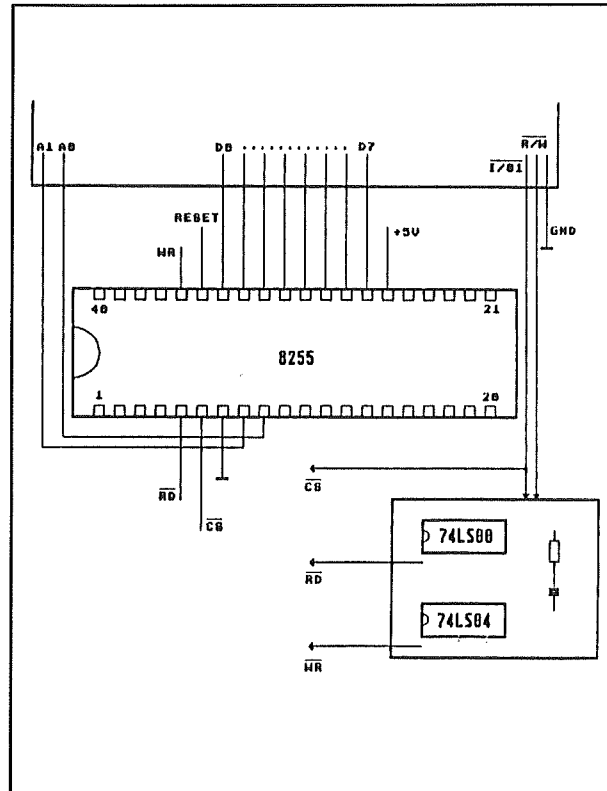 A1 A0 D0 ........... D7 R/W
I/O1
RESET
WR +5V GND
40 21
8255
1 20
RD
CS CS
74LS00
RD
74LS04
WR